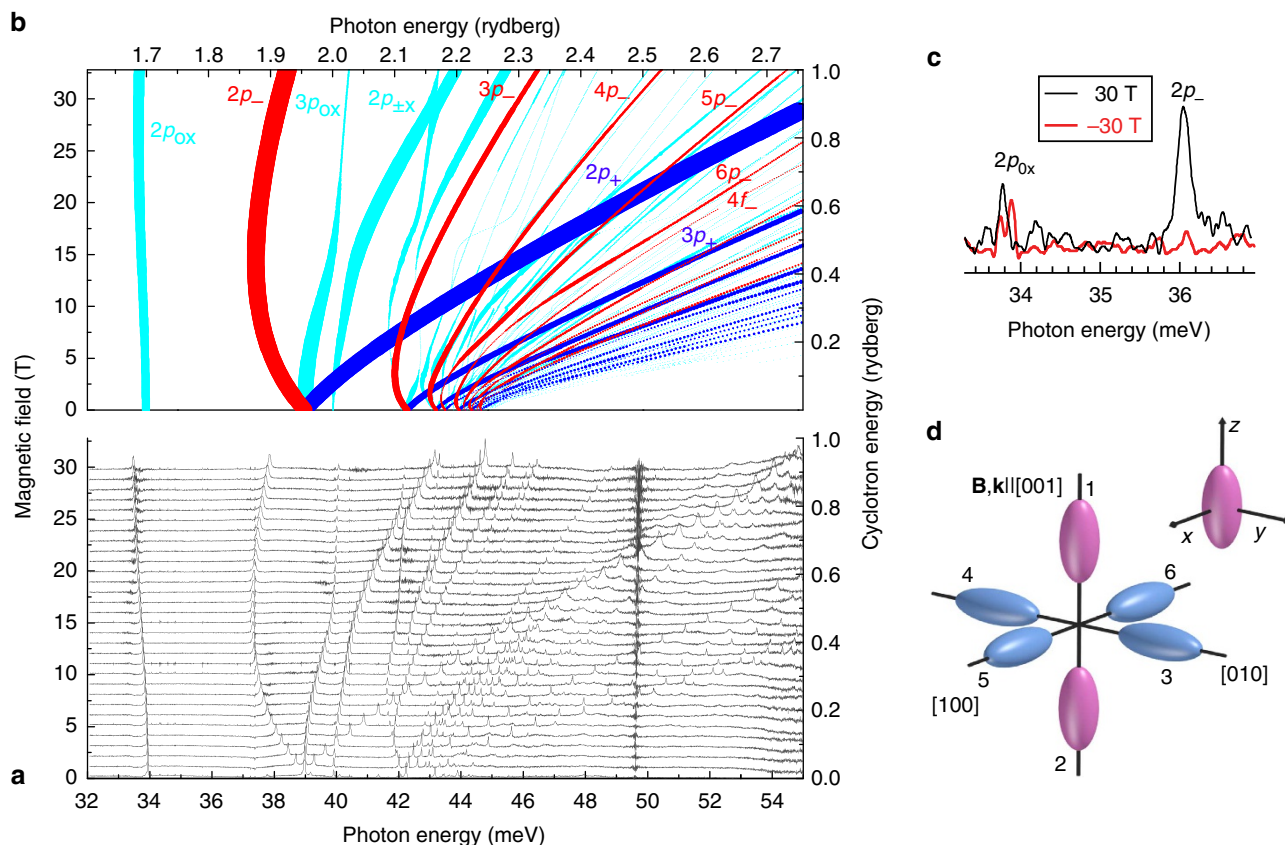 b
Photon energy (rydberg)
1.7 1.8 1.9 2.0 2.1 2.2 2.3 2.4 2.5 2.6 2.7
30
25
20
15
10
5
0
Magnetic field (T)
1.0
0.8
0.6
0.4
0.2
Cyclotron energy (rydberg)
2p0x
2p–
3p0x
2p±x
3p–
4p–
5p–
2p+
6p–
4f–
3p+
30
25
20
15
10
5
0
1.0
0.8
0.6
0.4
0.2
0.0
a
32 34 36 38 40 42 44 46 48 50 52 54
Photon energy (meV)
c
30 T
–30 T
2p–
2p0x
34 35 36
Photon energy (meV)
d
z
B,k||[001]
1
x
y
4
6
5
3
[010]
[100]
2